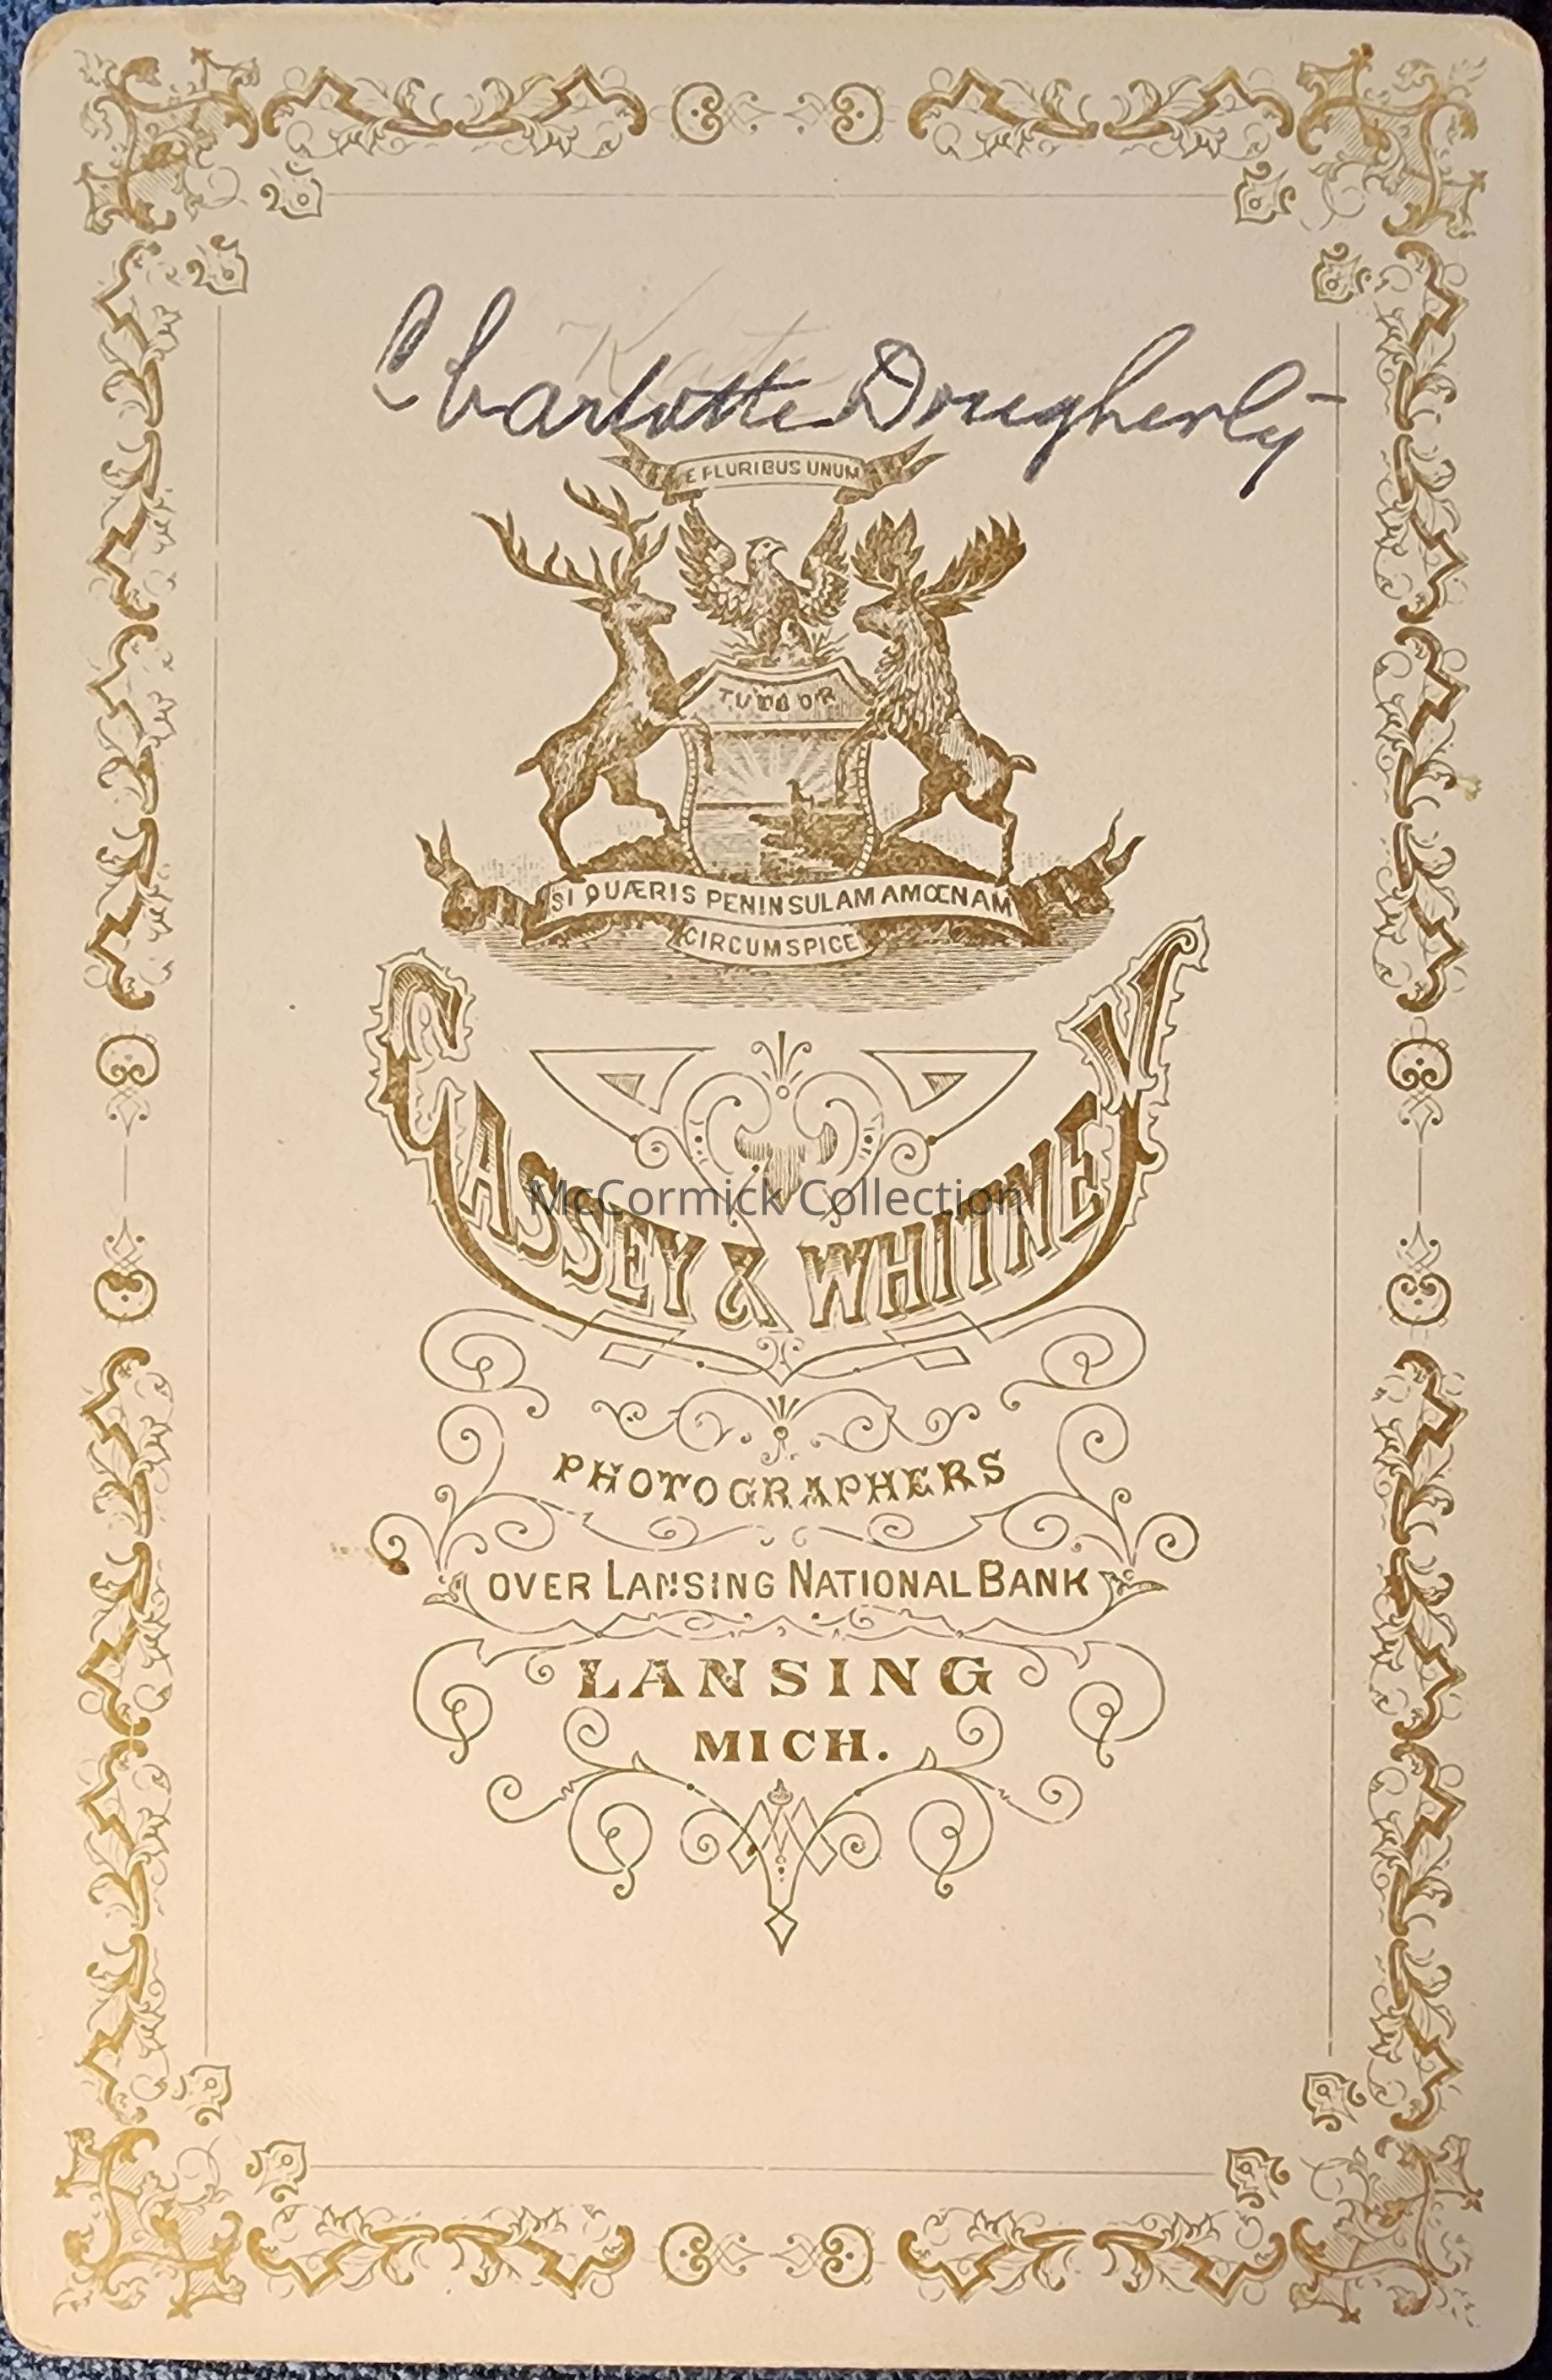 Charlotte Dougherty
E PLURIBUS UNUM
TUEBOR
SI QUÆRIS PENINSULAM AMŒNAM
CIRCUMSPICE
CASSEY & WHITNEY
McCormick Collection
PHOTOGRAPHERS
OVER LANSING NATIONAL BANK
LANSING
MICH.